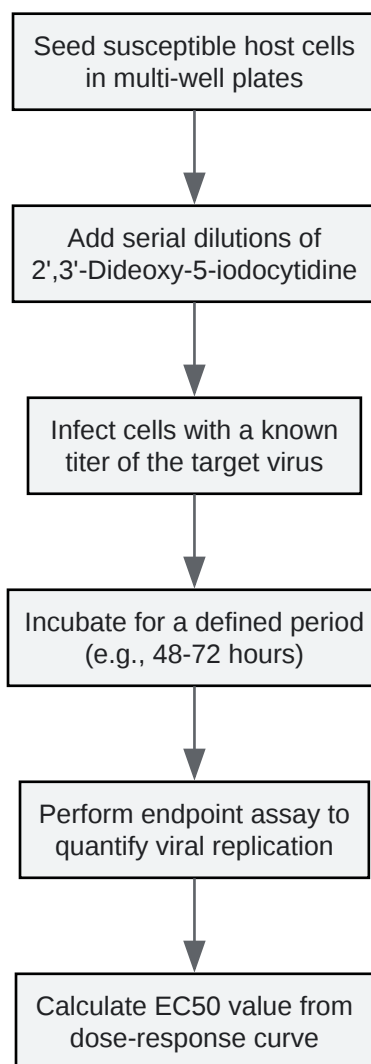 Seed susceptible host cells
in multi-well plates
Add serial dilutions of
2',3'-Dideoxy-5-iodocytidine
Infect cells with a known
titer of the target virus
Incubate for a defined period
(e.g., 48-72 hours)
Perform endpoint assay to
quantify viral replication
Calculate EC50 value from
dose-response curve